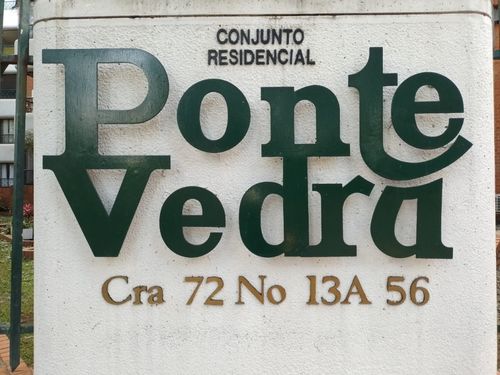 CONJUNTO
RESIDENCIAL
Ponte
Vedra
Cra 72 No 13A 56